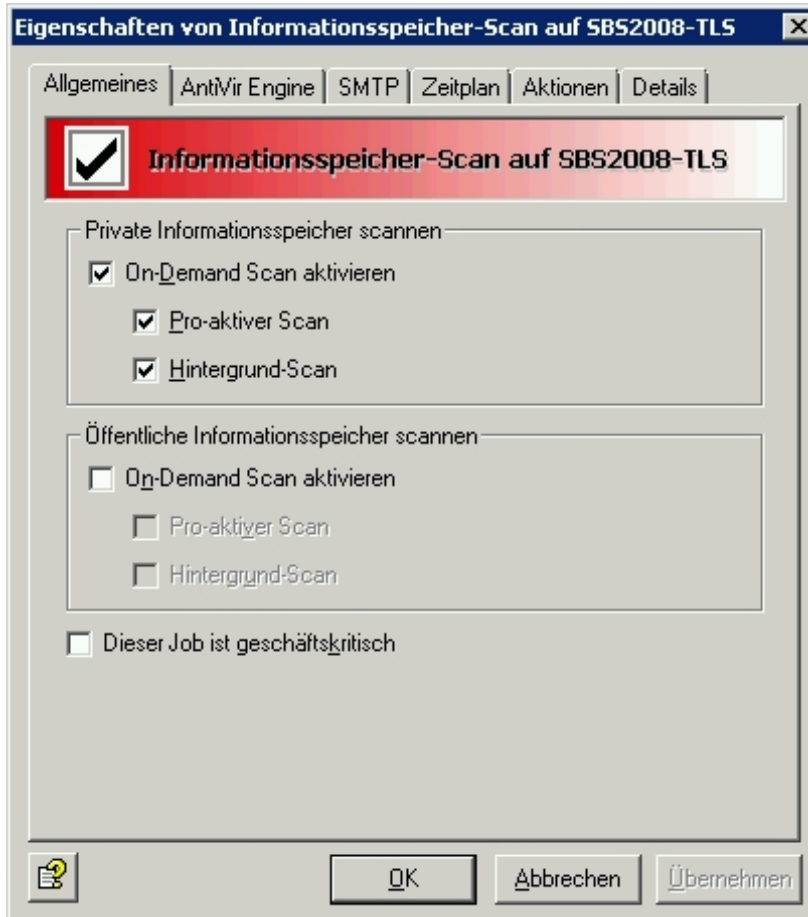 Eigenschaften von Informationsspeicher-Scan auf SBS2008-TLS
Allgemeines AntiVir Engine SMTP Zeitplan Aktionen Details
Informationsspeicher-Scan auf SBS2008-TLS
Private Informationsspeicher scannen
On-Demand Scan aktivieren
Pro-aktiver Scan
Hintergrund-Scan
Öffentliche Informationsspeicher scannen
On-Demand Scan aktivieren
Pro-aktiver Scan
Hintergrund-Scan
Dieser Job ist geschäftskritisch
OK Abbrechen Übernehmen